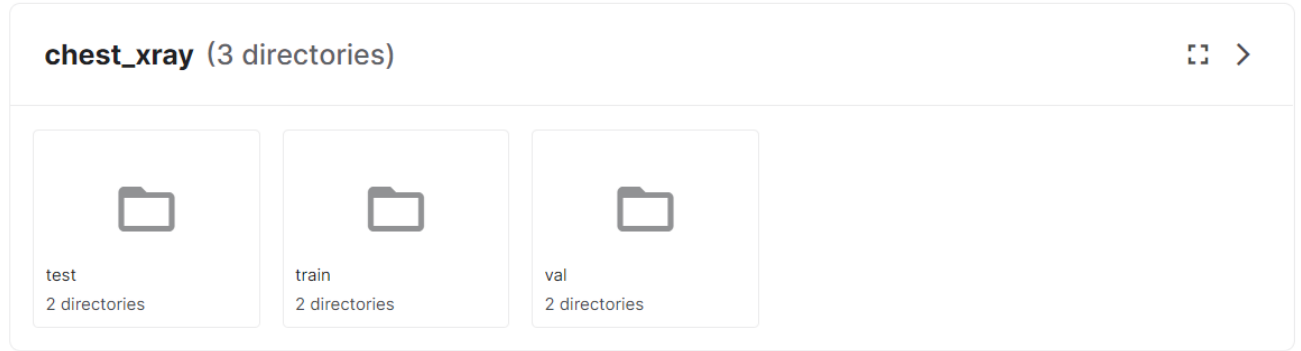 chest_xray (3 directories)
test
2 directories
train
2 directories
val
2 directories